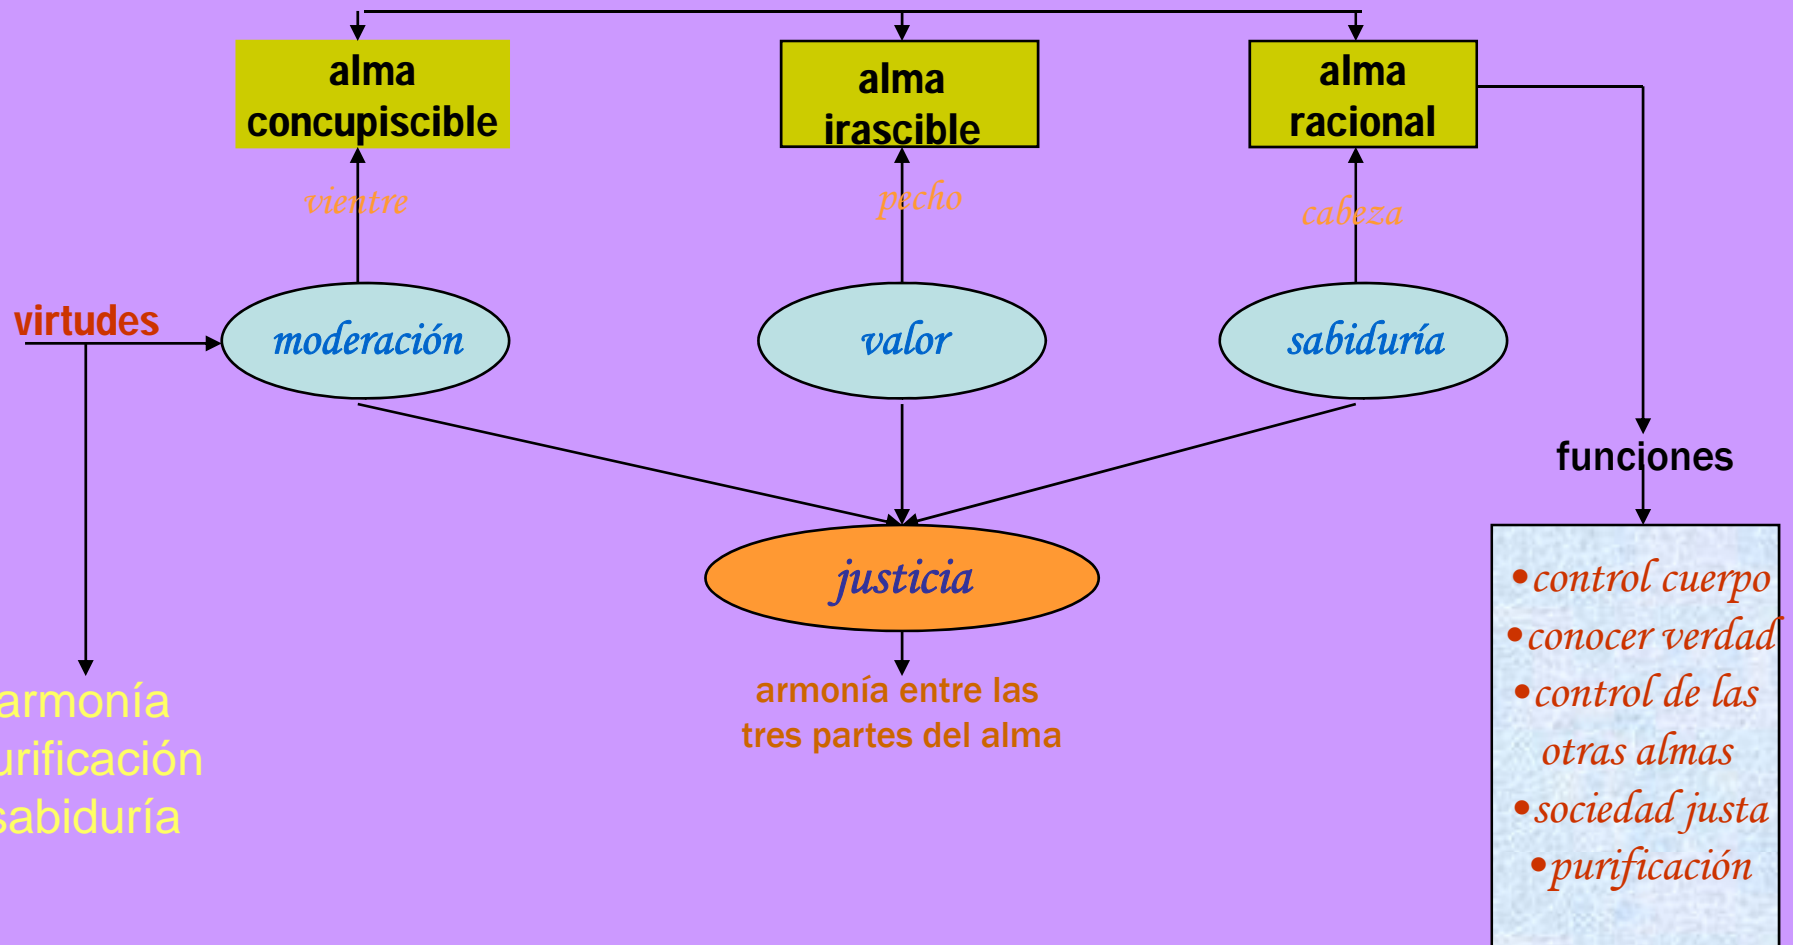 alma
concupiscible
alma
irascible
alma
racional
vientre
pecho
cabeza
virtudes
moderación
valor
sabiduría
funciones
justicia
•control cuerpo
•conocer verdad
•control de las
otras almas
•sociedad justa
•purificación
armonía entre las
tres partes del alma
armonía
urificación
sabiduría